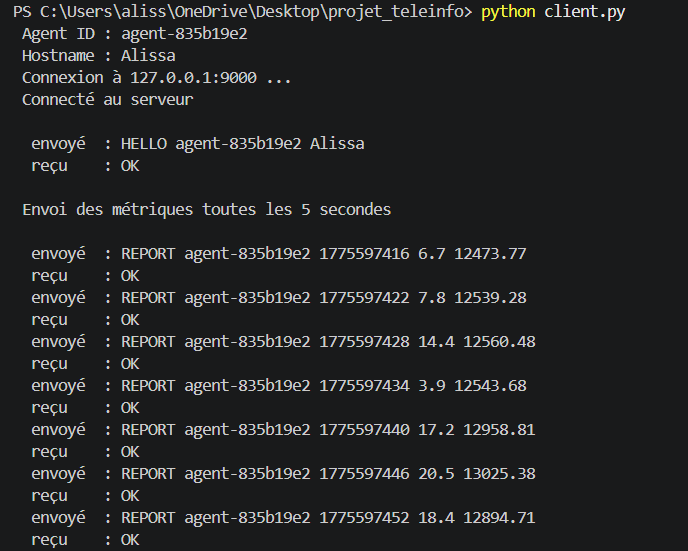 PS C:\Users\aliss\OneDrive\Desktop\projet_teleinfo> python client.py
Agent ID : agent-835b19e2
Hostname : Alissa
Connexion à 127.0.0.1:9000 ...
Connecté au serveur
envoyé : HELLO agent-835b19e2 Alissa
reçu : OK
Envoi des métriques toutes les 5 secondes
envoyé : REPORT agent-835b19e2 1775597416 6.7 12473.77
reçu : OK
envoyé : REPORT agent-835b19e2 1775597422 7.8 12539.28
reçu : OK
envoyé : REPORT agent-835b19e2 1775597428 14.4 12560.48
reçu : OK
envoyé : REPORT agent-835b19e2 1775597434 3.9 12543.68
reçu : OK
envoyé : REPORT agent-835b19e2 1775597440 17.2 12958.81
reçu : OK
envoyé : REPORT agent-835b19e2 1775597446 20.5 13025.38
reçu : OK
envoyé : REPORT agent-835b19e2 1775597452 18.4 12894.71
reçu : OK